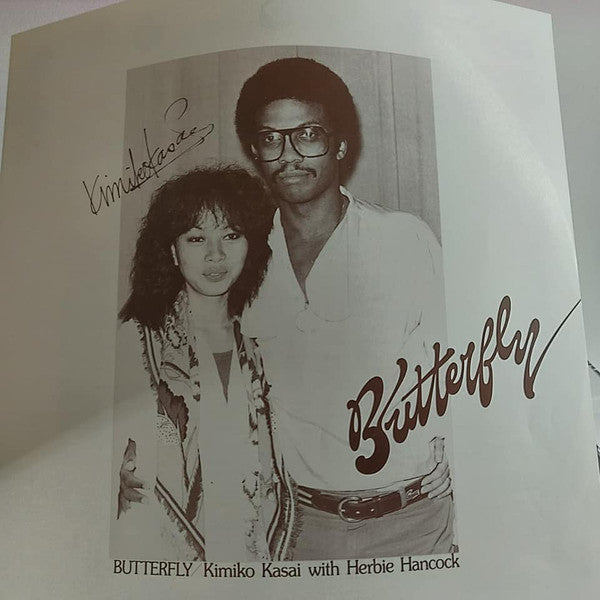 Kimiko Kasai
Butterfly
BUTTERFLY/Kimiko Kasai with Herbie Hancock